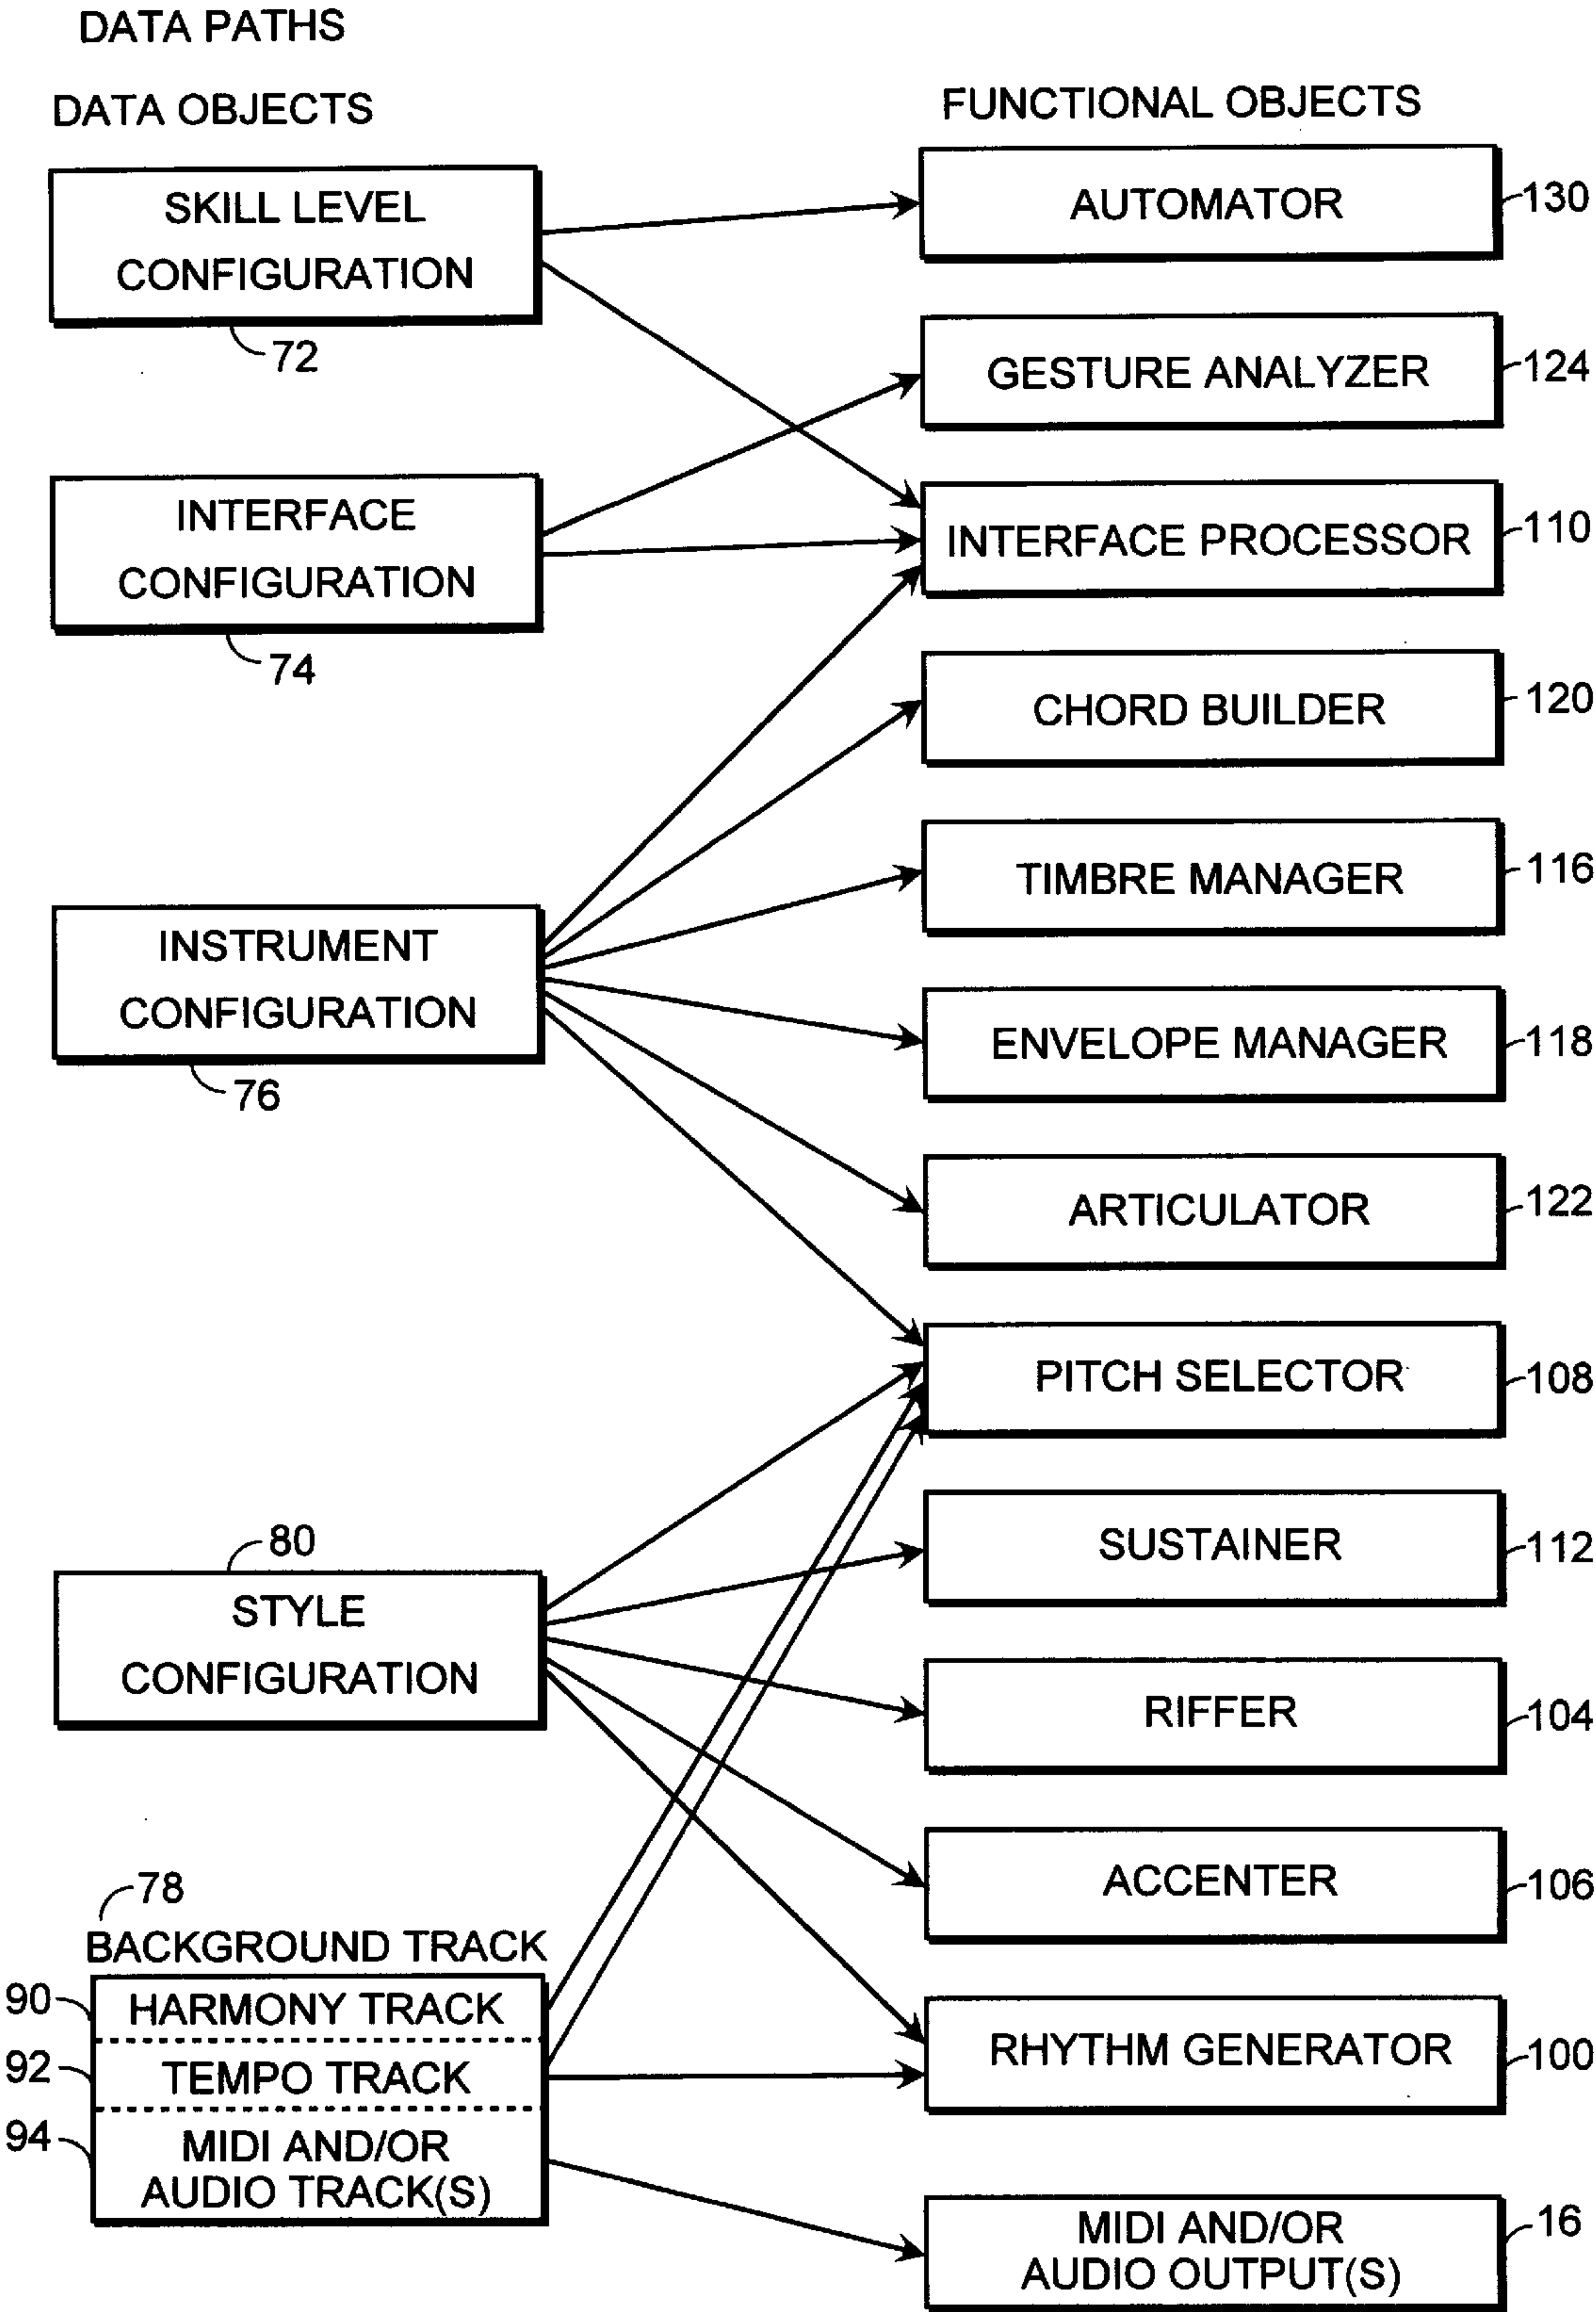 DATA PATHS
DATA OBJECTS
FUNCTIONAL OBJECTS
SKILL LEVEL
CONFIGURATION
72
INTERFACE
CONFIGURATION
74
INSTRUMENT
CONFIGURATION
76
80
STYLE
CONFIGURATION
78
BACKGROUND TRACK
90
HARMONY TRACK
92
TEMPO TRACK
94
MIDI AND/OR
AUDIO TRACK(S)
AUTOMATOR
130
GESTURE ANALYZER
124
INTERFACE PROCESSOR
110
CHORD BUILDER
120
TIMBRE MANAGER
116
ENVELOPE MANAGER
118
ARTICULATOR
122
PITCH SELECTOR
108
SUSTAINER
112
RIFFER
104
ACCENTER
106
RHYTHM GENERATOR
100
MIDI AND/OR
AUDIO OUTPUT(S)
16